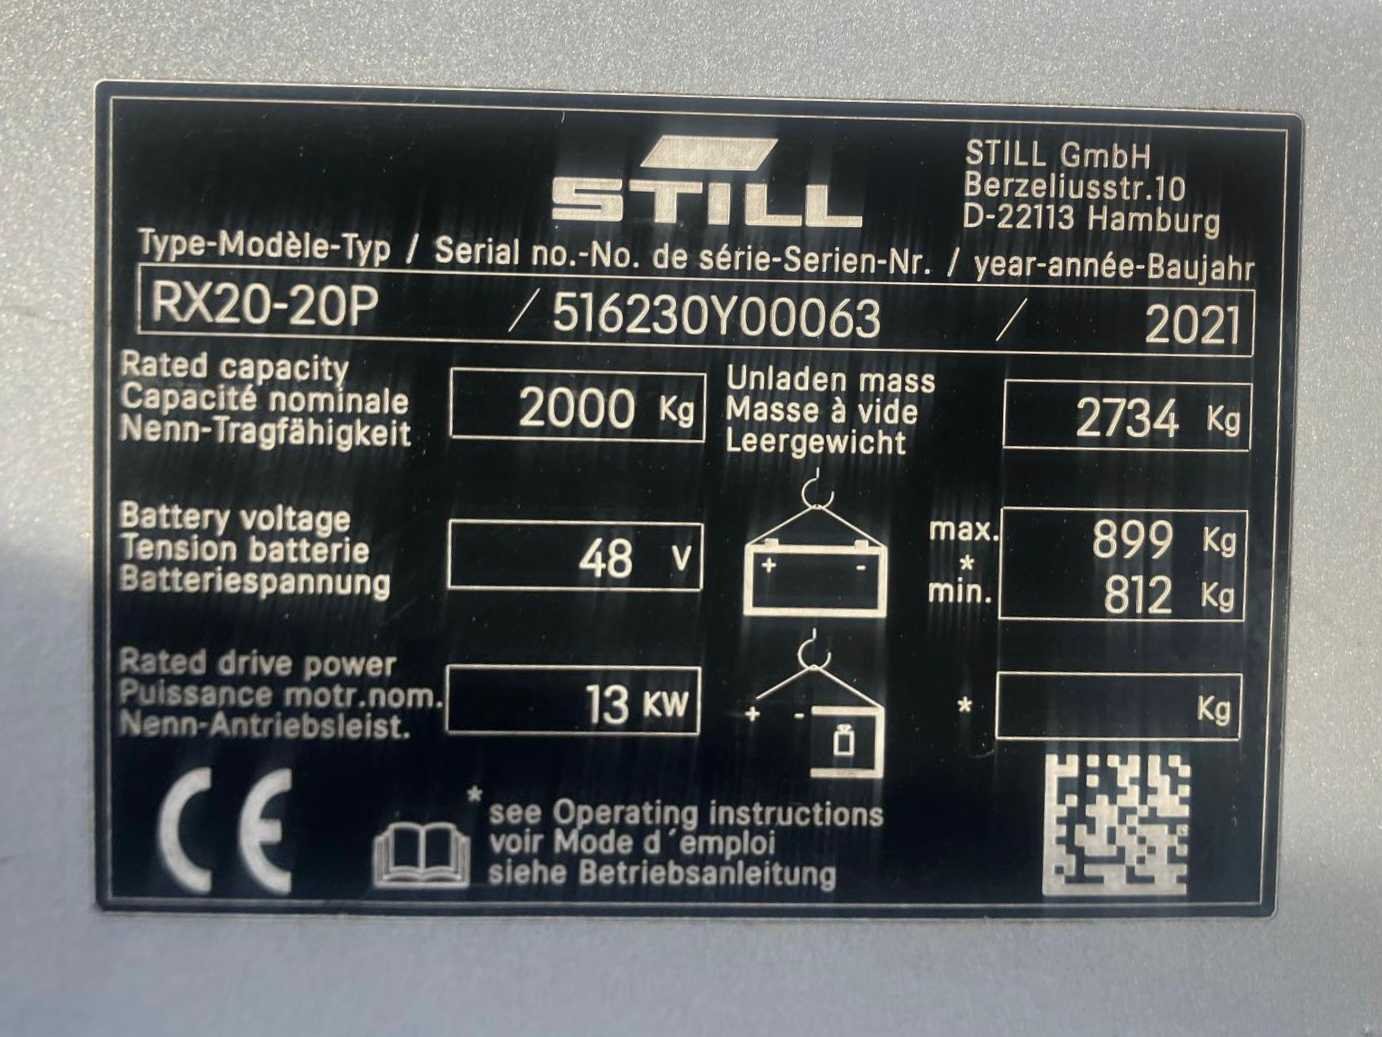 STILL
STILL GmbH
Berzeliusstr.10
D-22113 Hamburg
Type-Modèle-Typ / Serial no.-No. de série-Serien-Nr. / year-année-Baujahr
RX20-20P / 516230Y00063 / 2021
Rated capacity
Capacité nominale
Nenn-Tragfähigkeit
2000 Kg
Unladen mass
Masse à vide
Leergewicht
2734 Kg
Battery voltage
Tension batterie
Batteriespannung
48 V
+ -
max. 899 Kg
*
min. 812 Kg
Rated drive power
Puissance motr.nom.
Nenn-Antriebsleist.
13 KW
+ -
* Kg
CE
* see Operating instructions
voir Mode d´emploi
siehe Betriebsanleitung